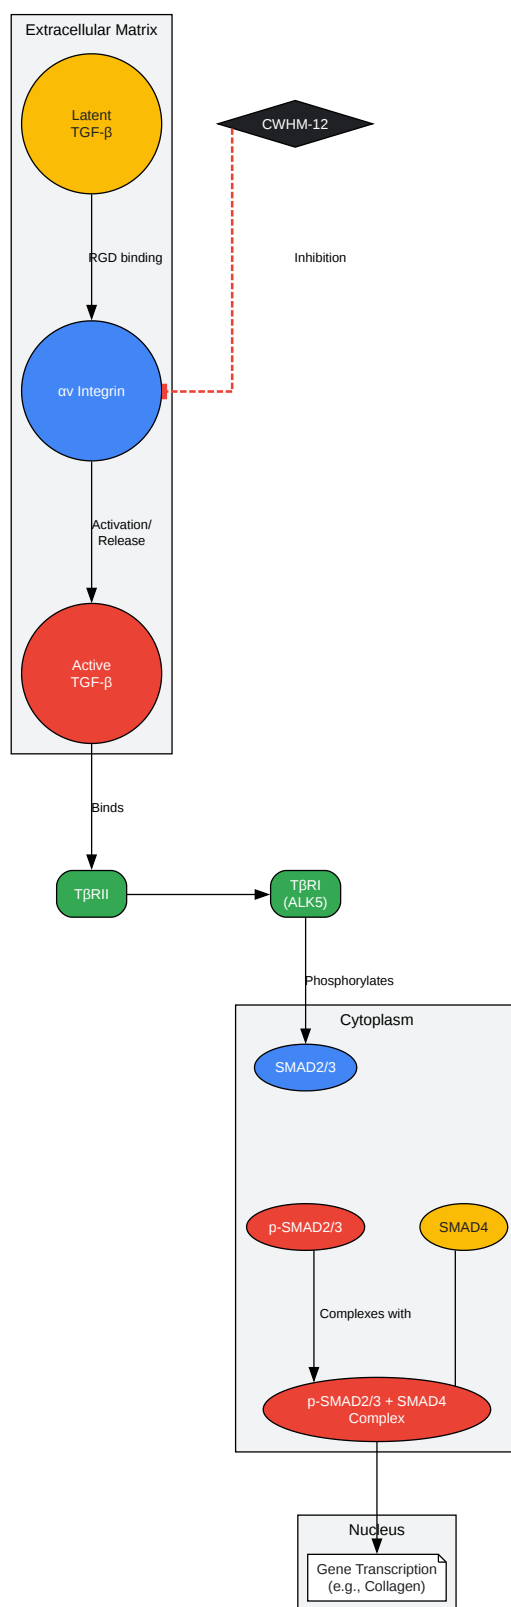 Extracellular Matrix
Latent
TGF-β
CWHM-12
RGD binding
Inhibition
αv Integrin
Activation/
Release
Active
TGF-β
Binds
TβRII
TβRI
(ALK5)
Phosphorylates
Cytoplasm
SMAD2/3
p-SMAD2/3
SMAD4
Complexes with
p-SMAD2/3 + SMAD4
Complex
Nucleus
Gene Transcription
(e.g., Collagen)